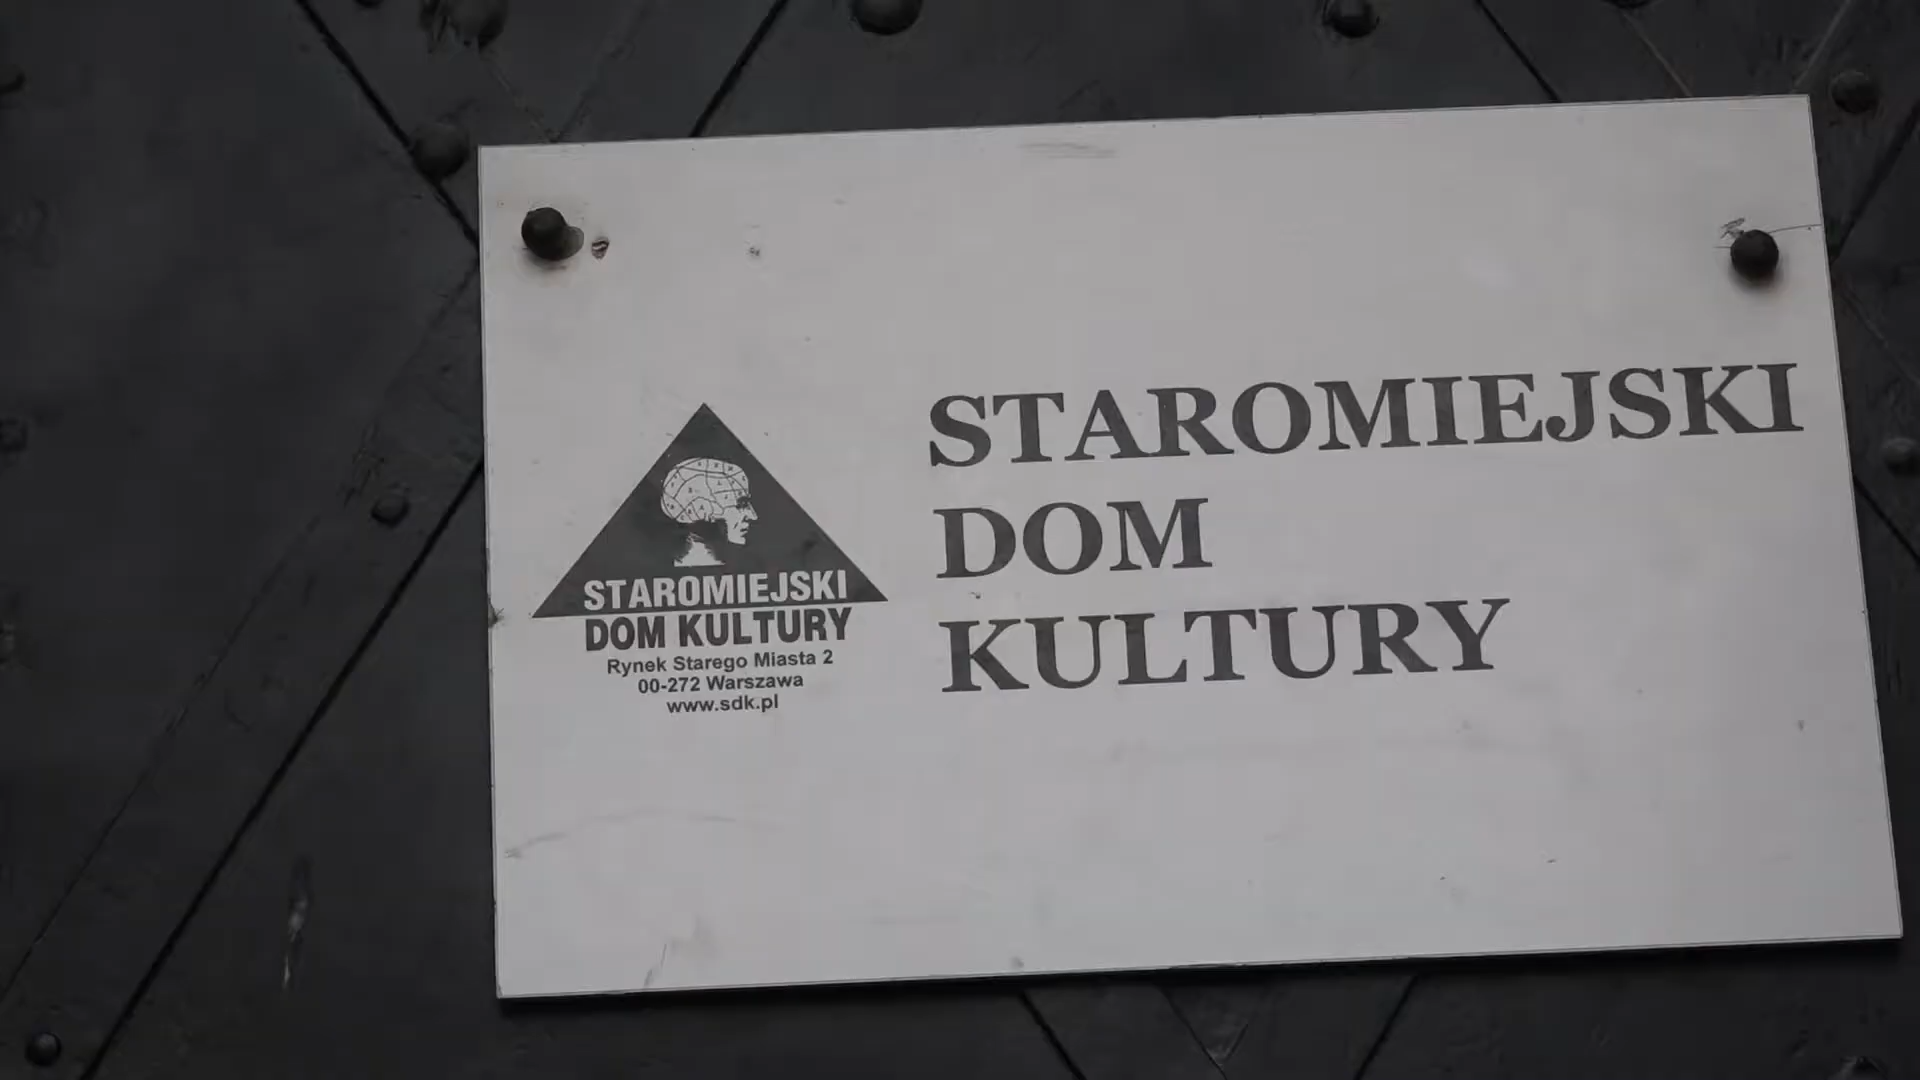 STAROMIEJSKI
DOM KULTURY
Rynek Starego Miasta 2
00-272 Warszawa
www.sdk.pl
STAROMIEJSKI
DOM
KULTURY